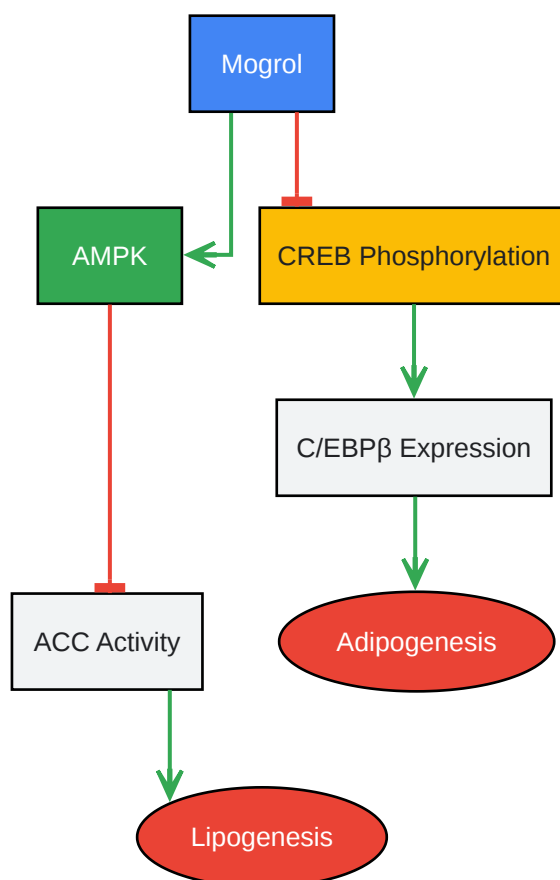 Mogrol
AMPK
CREB Phosphorylation
C/EBPβ Expression
ACC Activity
Adipogenesis
Lipogenesis